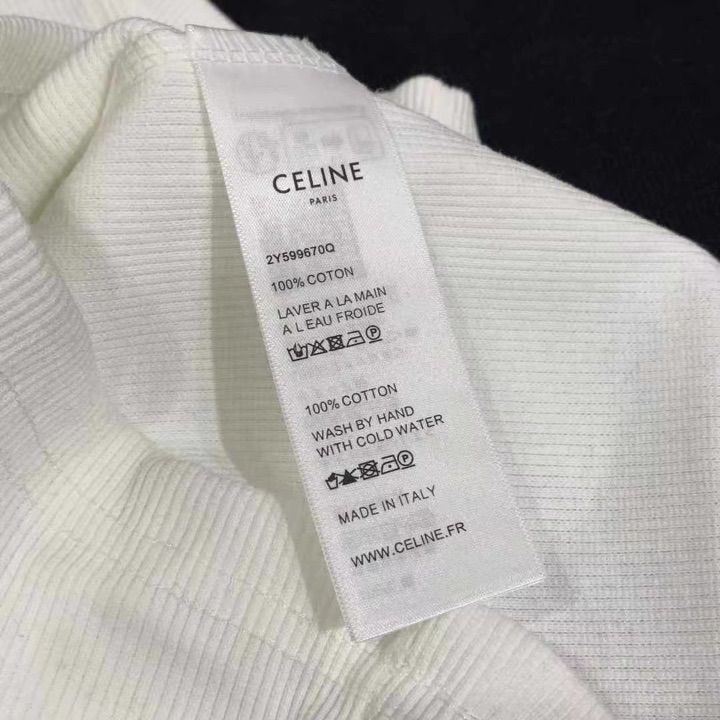 CELINE
PARIS
2Y599670Q
100% COTON
LAVER A LA MAIN
A L EAU FROIDE
100% COTTON
WASH BY HAND
WITH COLD WATER
MADE IN ITALY
WWW.CELINE.FR